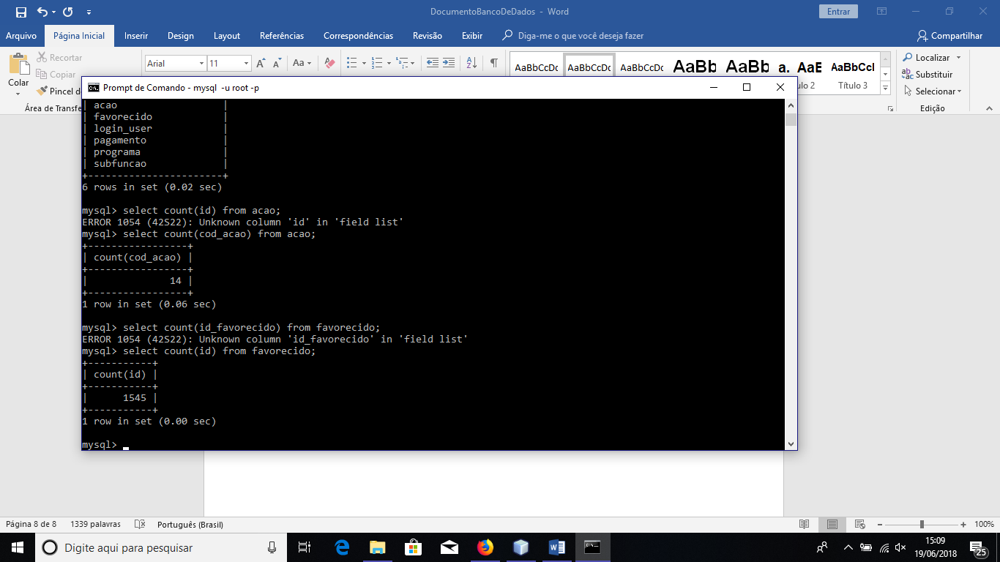 DocumentoBancoDeDados - Word
Entrar
Arquivo Página Inicial Inserir Design Layout Referências Correspondências Revisão Exibir Diga-me o que você deseja fazer Compartilhar
Colar
Recortar
Copiar
Pincel d
Área de Transfe
Arial 11
Aa
AaBbCcDc AaBbCcDc AaBbCcDc AaBb AaBb a. AaE AaBbCcI
ulo 2 Título 3
Localizar
Substituir
Selecionar
Edição
Prompt de Comando - mysql -u root -p
| acao |
| favorecido |
| login_user |
| pagamento |
| programa |
| subfuncao |
+-----------------------+
6 rows in set (0.02 sec)
mysql> select count(id) from acao;
ERROR 1054 (42S22): Unknown column 'id' in 'field list'
mysql> select count(cod_acao) from acao;
+-----------------+
| count(cod_acao) |
+-----------------+
| 14 |
+-----------------+
1 row in set (0.06 sec)
mysql> select count(id_favorecido) from favorecido;
ERROR 1054 (42S22): Unknown column 'id_favorecido' in 'field list'
mysql> select count(id) from favorecido;
+-----------+
| count(id) |
+-----------+
| 1545 |
+-----------+
1 row in set (0.00 sec)
mysql>
Página 8 de 8 1339 palavras Português (Brasil) 100%
Digite aqui para pesquisar
15:09
19/06/2018
25